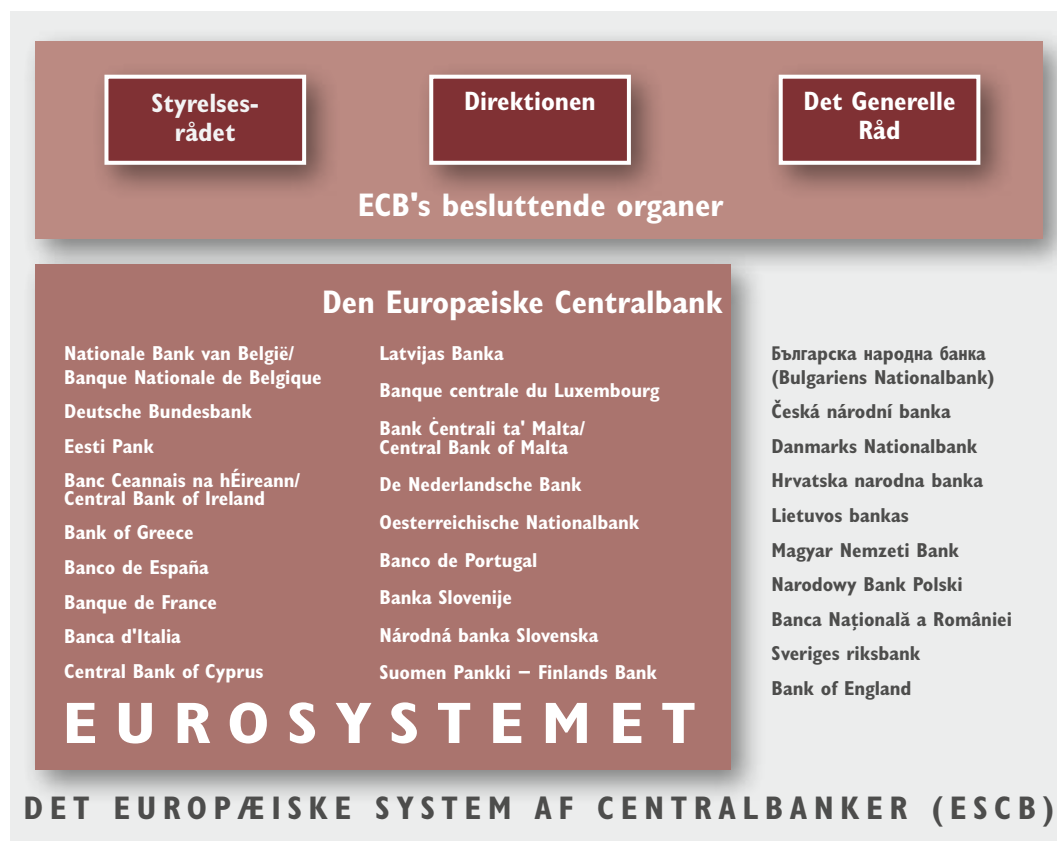 Styrelses-
rådet
Direktionen
Det Generelle
Råd
ECB's besluttende organer
Den Europæiske Centralbank
Nationale Bank van België/
Banque Nationale de Belgique
Deutsche Bundesbank
Eesti Pank
Banc Ceannais na hÉireann/
Central Bank of Ireland
Bank of Greece
Banco de España
Banque de France
Banca d'Italia
Central Bank of Cyprus
Latvijas Banka
Banque centrale du Luxembourg
Bank Ċentrali ta' Malta/
Central Bank of Malta
De Nederlandsche Bank
Oesterreichische Nationalbank
Banco de Portugal
Banka Slovenije
Národná banka Slovenska
Suomen Pankki – Finlands Bank
EUROSYSTEMET
Българска народна банка
(Bulgariens Nationalbank)
Česká národní banka
Danmarks Nationalbank
Hrvatska narodna banka
Lietuvos bankas
Magyar Nemzeti Bank
Narodowy Bank Polski
Banca Națională a României
Sveriges riksbank
Bank of England
DET EUROPÆISKE SYSTEM AF CENTRALBANKER (ESCB)